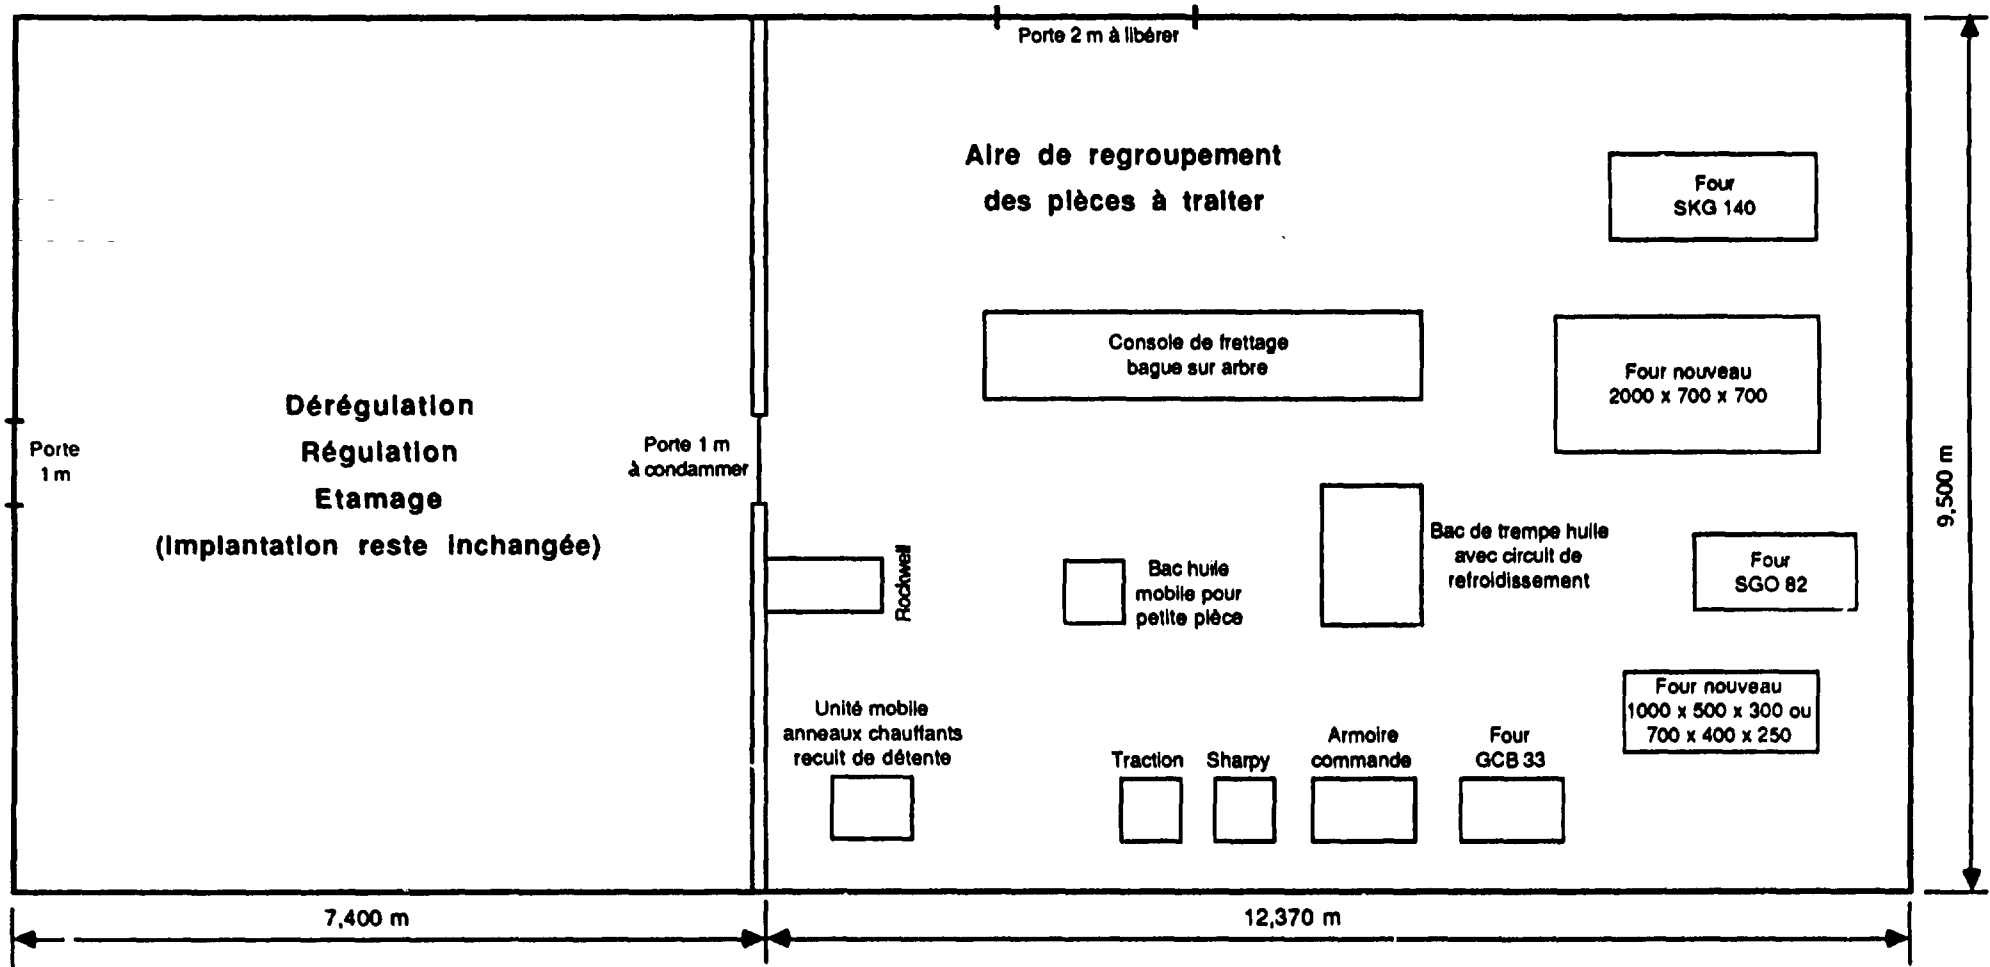 Porte 2 m à libérer
Aire de regroupement
des pièces à traiter
Four
SKG 140
Console de frettage
bague sur arbre
Four nouveau
2000 x 700 x 700
Dérégulation
Régulation
Etamage
(Implantation reste inchangée)
Porte
1 m
Porte 1 m
à condammer
9,500 m
Rockwell
Bac huile
mobile pour
petite pièce
Bac de trempe huile
avec circuit de
refroidissement
Four
SGO 82
Four nouveau
1000 x 500 x 300 ou
700 x 400 x 250
Unité mobile
anneaux chauffants
recuit de détente
Traction
Sharpy
Armoire
commande
Four
GCB 33
7,400 m
12,370 m